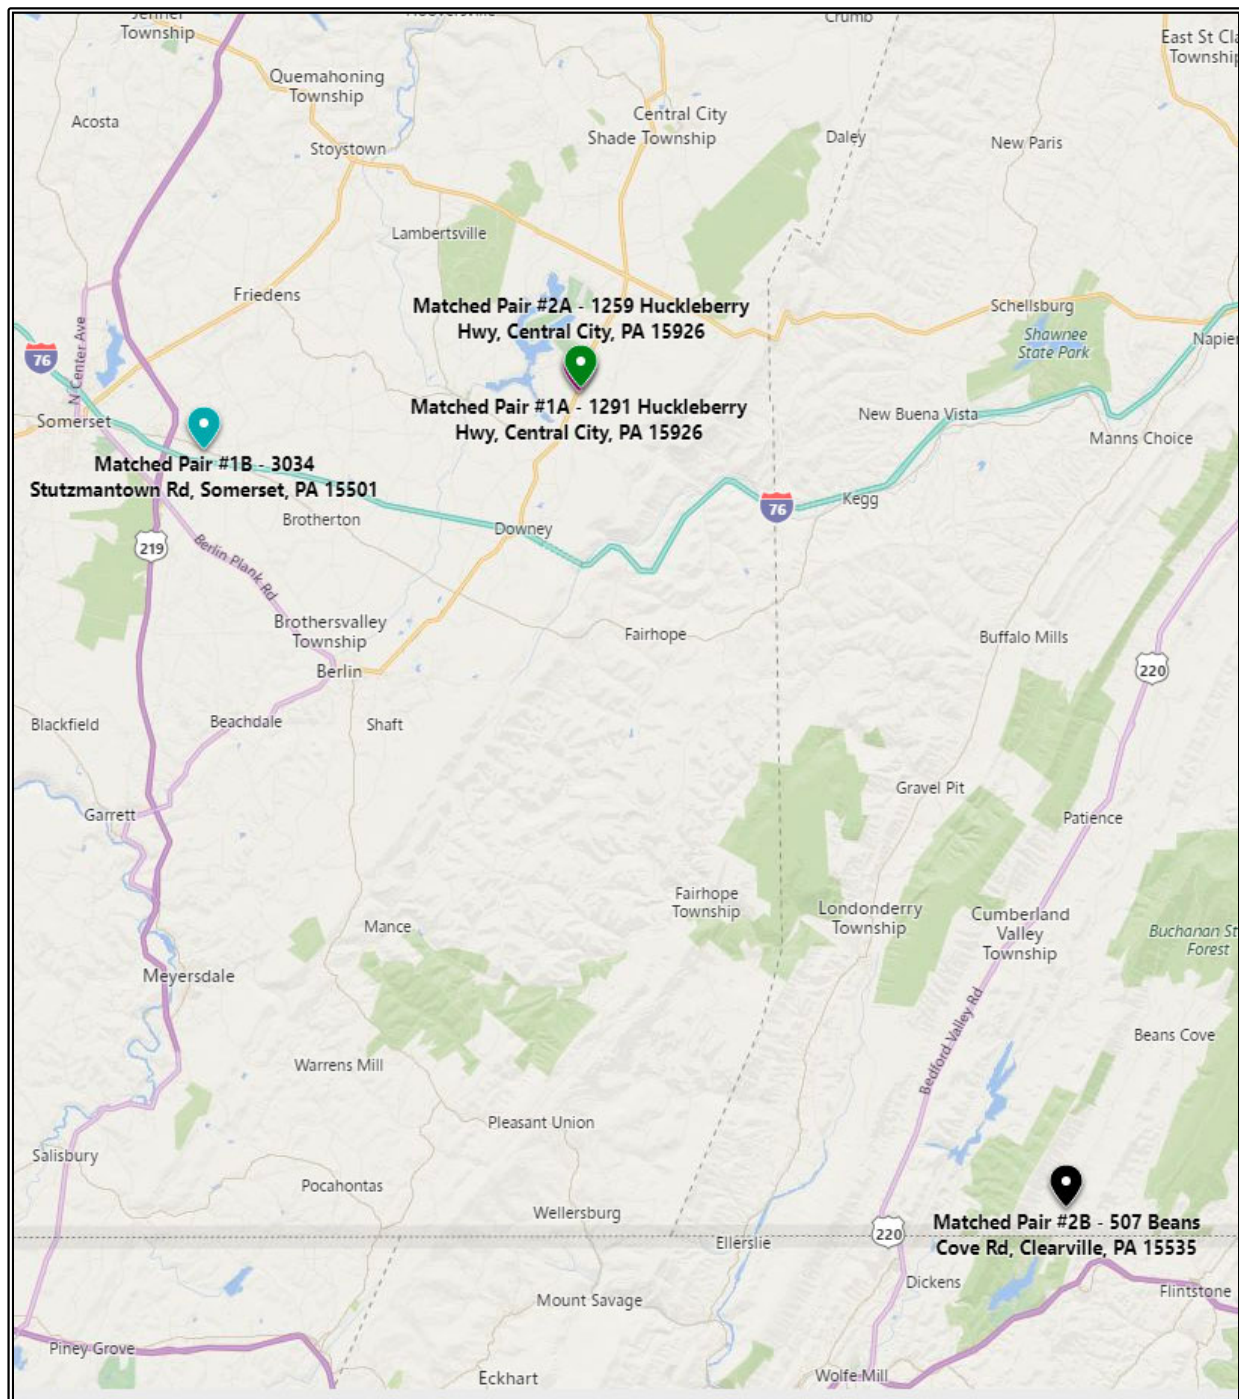 Jenner
Township
Hooversville
Crumb
East St Cla
Township
Quemahoning
Township
Acosta
Central City
Shade Township
Daley
New Paris
Stoystown
Lambertsville
Friedens
Matched Pair #2A - 1259 Huckleberry
Hwy, Central City, PA 15926
Schellsburg
Shawnee
State Park
Napier
76
N Center Ave
Somerset
Matched Pair #1A - 1291 Huckleberry
Hwy, Central City, PA 15926
New Buena Vista
Manns Choice
Matched Pair #1B - 3034
Stutzmantown Rd, Somerset, PA 15501
Brotherton
Downey
76
Kegg
219
Berlin Plank Rd
Brothersvalley
Township
Fairhope
Buffalo Mills
Berlin
220
Blackfield
Beachdale
Shaft
Gravel Pit
Garrett
Patience
Fairhope
Township
Londonderry
Township
Cumberland
Valley
Township
Mance
Buchanan St
Forest
Meyersdale
Bedford Valley Rd
Beans Cove
Warrens Mill
Pleasant Union
Salisbury
Pocahontas
Wellersburg
Matched Pair #2B - 507 Beans
Cove Rd, Clearville, PA 15535
220
Ellerslie
Dickens
Flintstone
Mount Savage
Piney Grove
Eckhart
Wolfe Mill